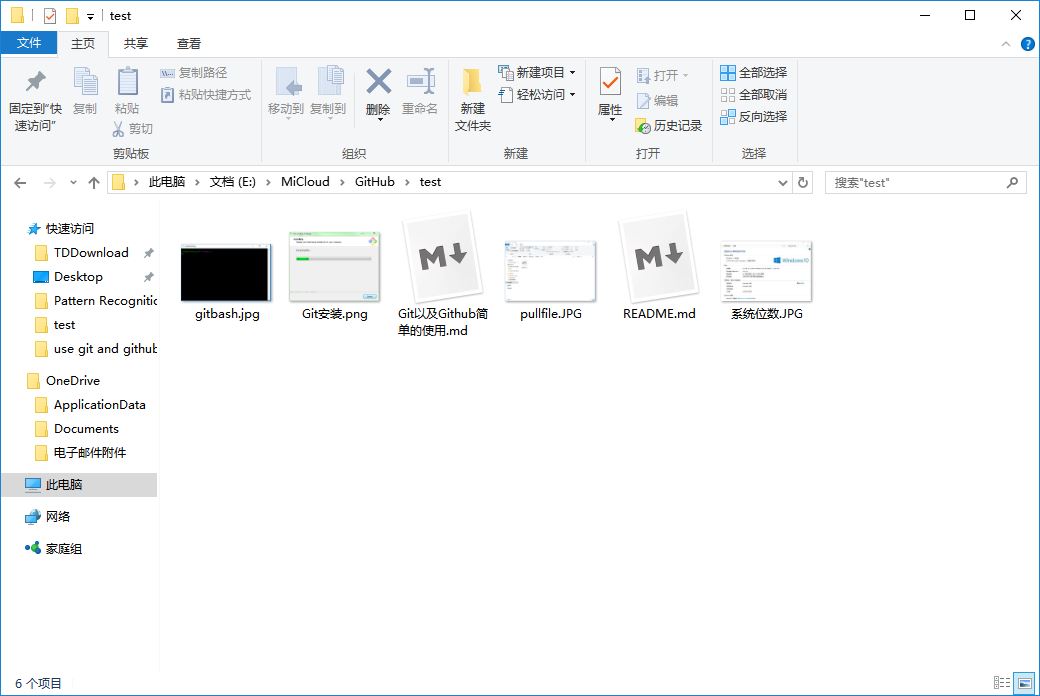 test
文件 主页 共享 查看
固定到"快速访问"
复制
粘贴
复制路径
粘贴快捷方式
剪切
剪贴板
移动到
复制到
删除
重命名
组织
新建文件夹
新建项目
轻松访问
新建
属性
打开
编辑
历史记录
打开
全部选择
全部取消
反向选择
选择
此电脑 文档 (E:) MiCloud GitHub test
搜索"test"
快速访问
TDDownload
Desktop
Pattern Recognitic
test
use git and github
OneDrive
ApplicationData
Documents
电子邮件附件
此电脑
网络
家庭组
M
gitbash.jpg
Git安装.png
Git以及Github简
单的使用.md
pullfile.JPG
M
README.md
Windows 10
系统位数.JPG
6 个项目